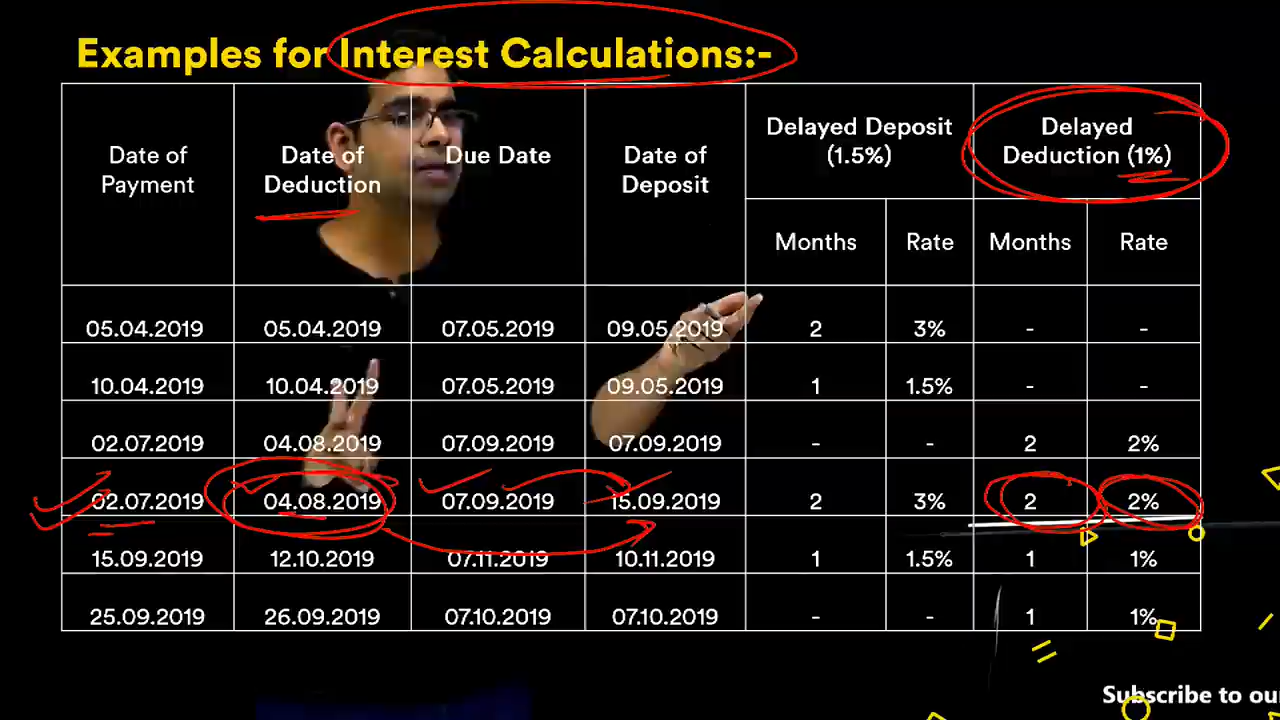 Examples for Interest Calculations:-
Date of Payment | Date of Deduction | Due Date | Date of Deposit | Delayed Deposit (1.5%) | Delayed Deduction (1%)
Months | Rate | Months | Rate
05.04.2019 | 05.04.2019 | 07.05.2019 | 09.05.2019 | 2 | 3% | - | -
10.04.2019 | 10.04.2019 | 07.05.2019 | 09.05.2019 | 1 | 1.5% | - | -
02.07.2019 | 04.08.2019 | 07.09.2019 | 07.09.2019 | - | - | 2 | 2%
02.07.2019 | 04.08.2019 | 07.09.2019 | 15.09.2019 | 2 | 3% | 2 | 2%
15.09.2019 | 12.10.2019 | 07.11.2019 | 10.11.2019 | 1 | 1.5% | 1 | 1%
25.09.2019 | 26.09.2019 | 07.10.2019 | 07.10.2019 | - | - | 1 | 1%
Subscribe to ou